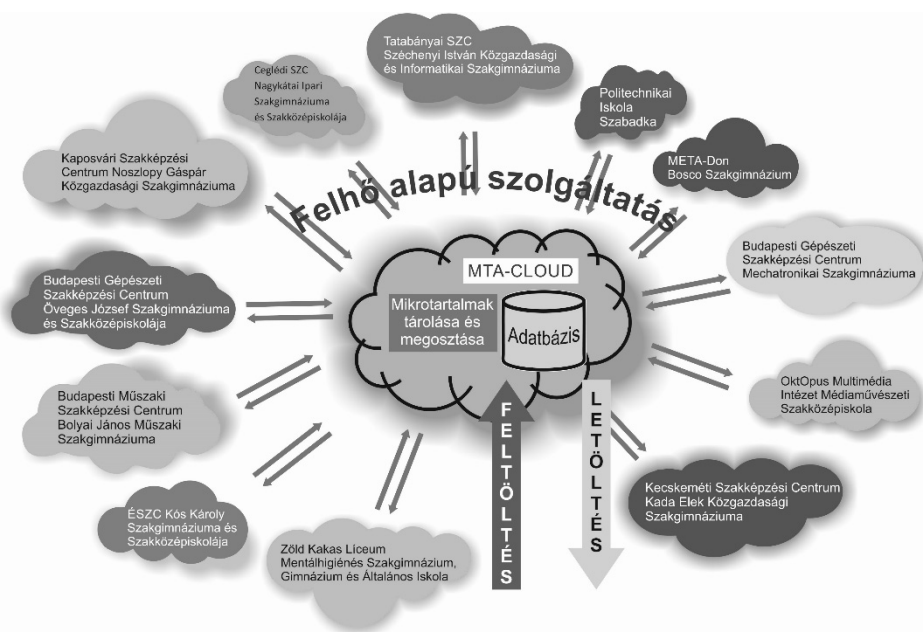 Tatabányai SZC
Széchenyi István Közgazdasági
és Informatikai Szakgimnáziuma
Ceglédi SZC
Nagykátai Ipari
Szakgimnáziuma
és Szakközépiskolája
Politechnikai
Iskola
Szabadka
Kaposvári Szakképzési
Centrum Noszlopy Gáspár
Közgazdasági Szakgimnáziuma
META-Don
Bosco Szakgimnázium
Felhő alapú szolgáltatás
Budapesti Gépészeti
Szakképzési Centrum
Mechatronikai Szakgimnáziuma
MTA-CLOUD
Budapesti Gépészeti
Szakképzési Centrum
Öveges József Szakgimnáziuma
és Szakközépiskolája
Mikrotartalmak
tárolása és
megosztása
Adatbázis
OktOpus Multimédia
Intézet Médiaművészeti
Szakközépiskola
Budapesti Műszaki
Szakképzési Centrum
Bolyai János Műszaki
Szakgimnáziuma
FELTÖLTÉS
LETÖLTÉS
Kecskeméti Szakképzési Centrum
Kada Elek Közgazdasági
Szakgimnáziuma
ÉSZC Kós Károly
Szakgimnáziuma és
Szakközépiskolája
Zöld Kakas Líceum
Mentálhigiénés Szakgimnázium,
Gimnázium és Általános Iskola